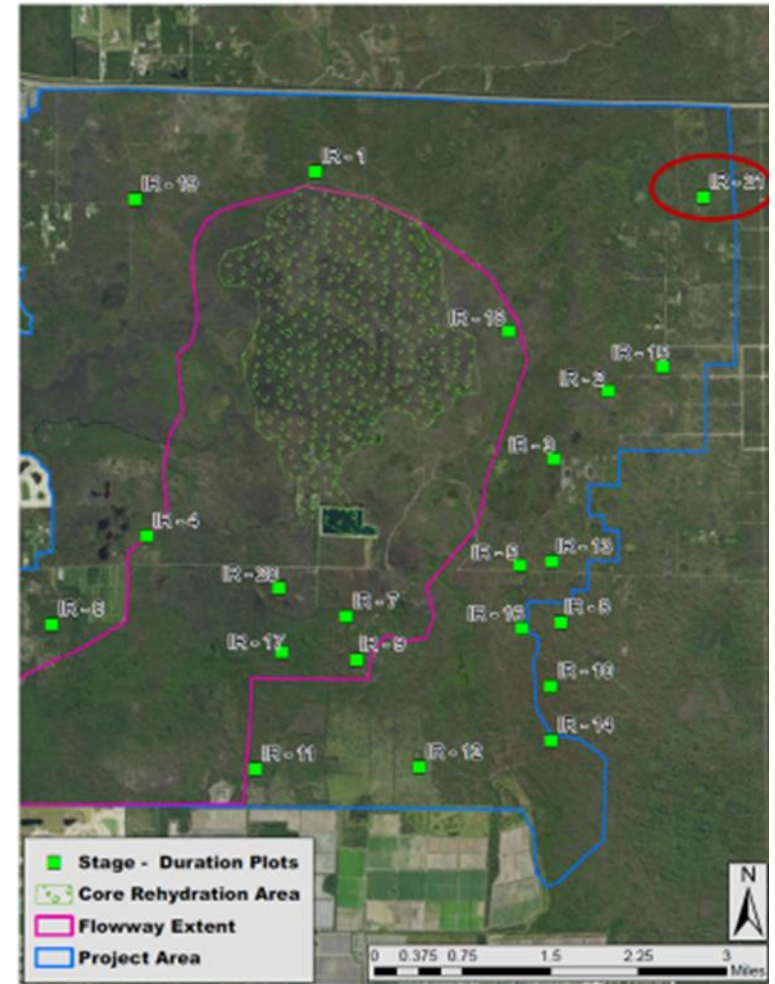 IR - 1
IR - 19
IR - 21
IR - 18
IR - 15
IR - 2
IR - 3
IR - 4
IR - 13
IR - 20
IR - 7
IR - 16
IR - 17
IR - 9
IR - 10
IR - 14
IR - 11
IR - 12
Stage - Duration Plots
Core Rehydration Area
Flowway Extent
Project Area
N
0 0.375 0.75 1.5 2.25 3
Miles